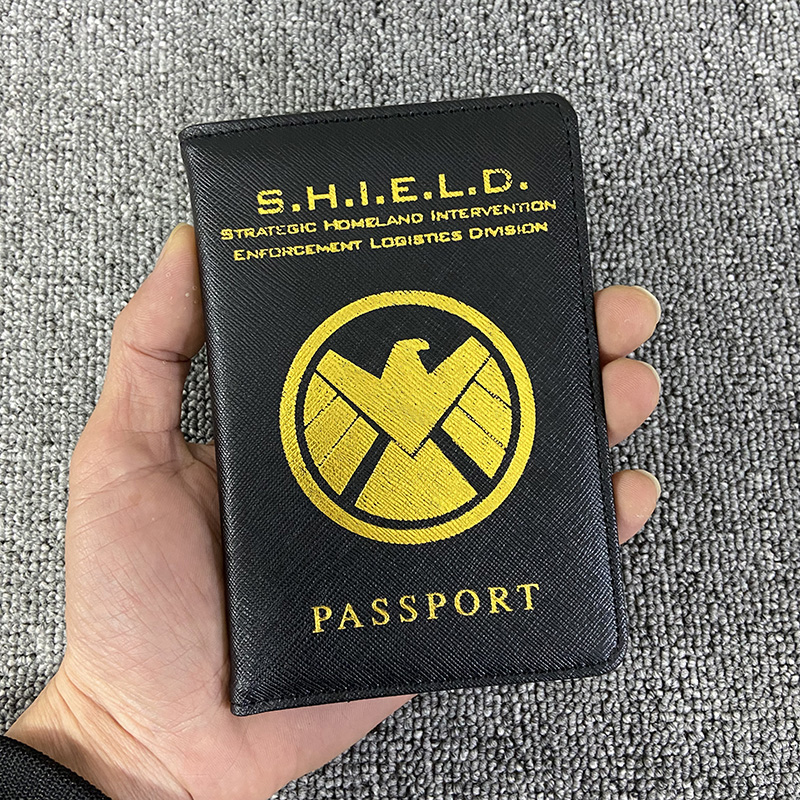 S.H.I.E.L.D.
STRATEGIC HOMELAND INTERVENTION
ENFORCEMENT LOGISTICS DIVISION
PASSPORT